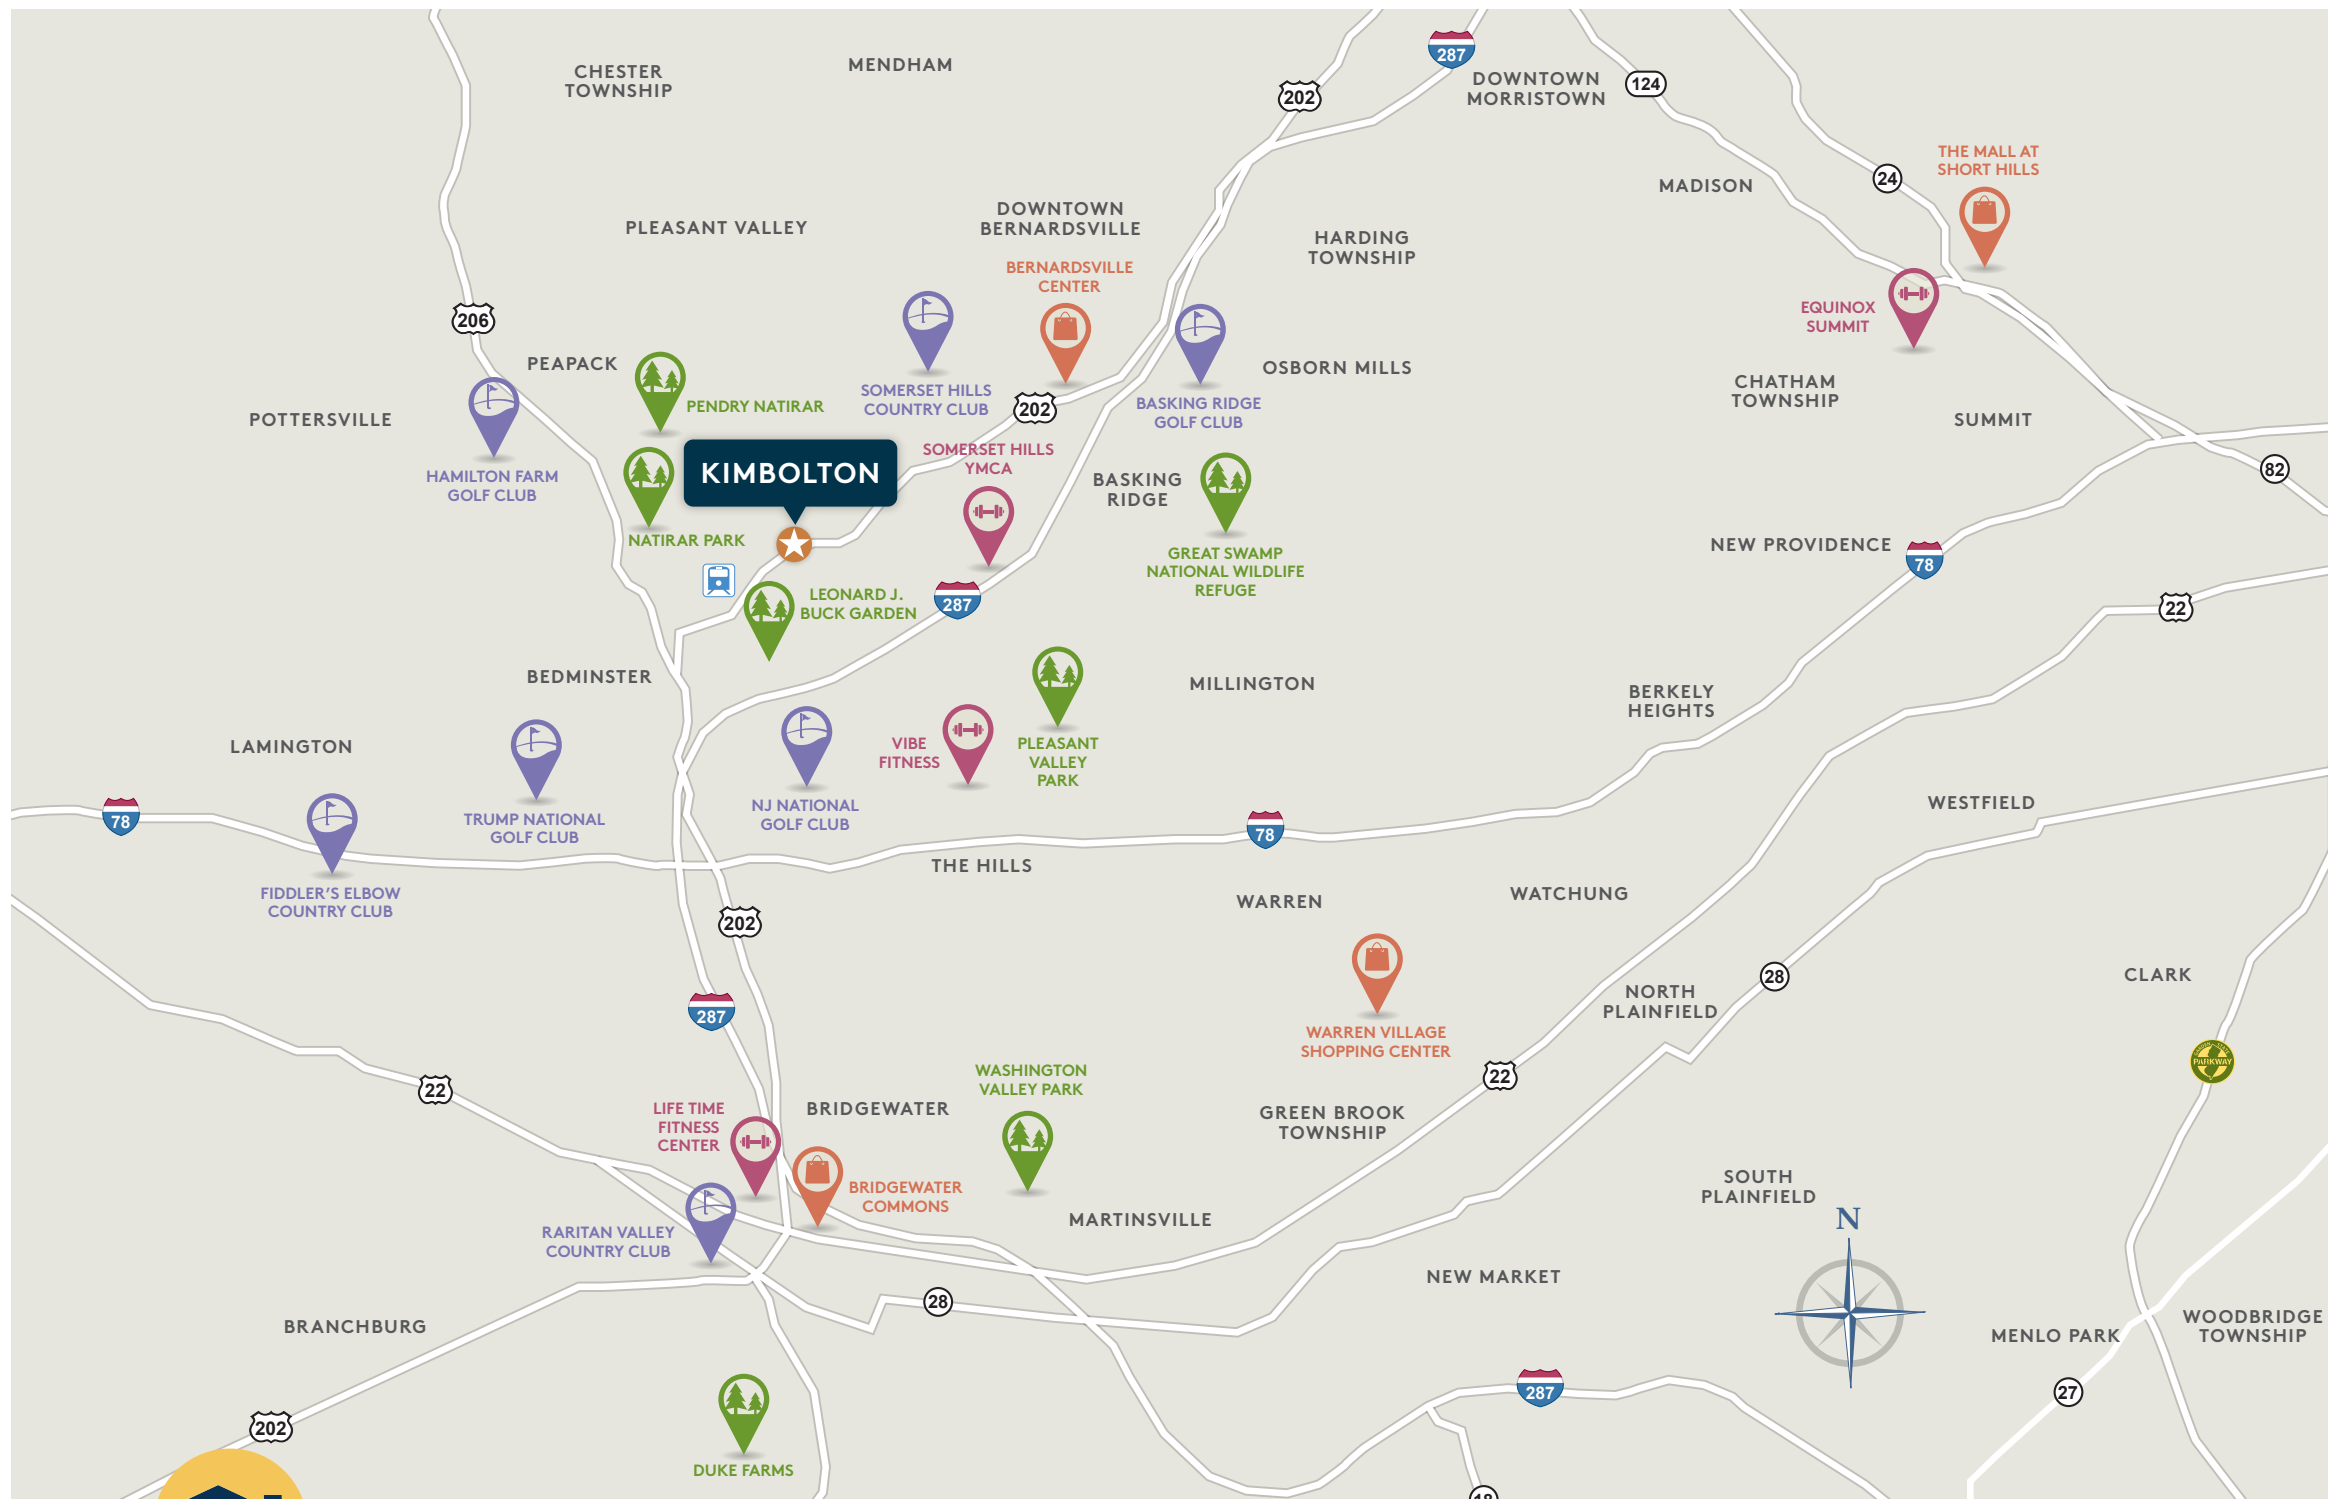 MENDHAM
CHESTER
TOWNSHIP
287
DOWNTOWN
MORRISTOWN
124
202
THE MALL AT
SHORT HILLS
24
MADISON
PLEASANT VALLEY
DOWNTOWN
BERNARDSVILLE
HARDING
TOWNSHIP
BERNARDSVILLE
CENTER
EQUINOX
SUMMIT
206
PEAPACK
OSBORN MILLS
PENDRY NATIRAR
SOMERSET HILLS
COUNTRY CLUB
202
BASKING RIDGE
GOLF CLUB
CHATHAM
TOWNSHIP
SUMMIT
POTTERSVILLE
HAMILTON FARM
GOLF CLUB
KIMBOLTON
SOMERSET HILLS
YMCA
BASKING
RIDGE
82
NATIRAR PARK
GREAT SWAMP
NATIONAL WILDLIFE
REFUGE
NEW PROVIDENCE
78
LEONARD J.
BUCK GARDEN
287
22
BEDMINSTER
MILLINGTON
BERKELY
HEIGHTS
LAMINGTON
VIBE
FITNESS
PLEASANT
VALLEY
PARK
78
TRUMP NATIONAL
GOLF CLUB
NJ NATIONAL
GOLF CLUB
78
WESTFIELD
THE HILLS
FIDDLER'S ELBOW
COUNTRY CLUB
WARREN
WATCHUNG
202
28
CLARK
NORTH
PLAINFIELD
287
WARREN VILLAGE
SHOPPING CENTER
PARKWAY
22
WASHINGTON
VALLEY PARK
22
LIFE TIME
FITNESS
CENTER
BRIDGEWATER
GREEN BROOK
TOWNSHIP
BRIDGEWATER
COMMONS
SOUTH
PLAINFIELD
MARTINSVILLE
N
RARITAN VALLEY
COUNTRY CLUB
NEW MARKET
28
BRANCHBURG
MENLO PARK
WOODBRIDGE
TOWNSHIP
287
27
202
DUKE FARMS